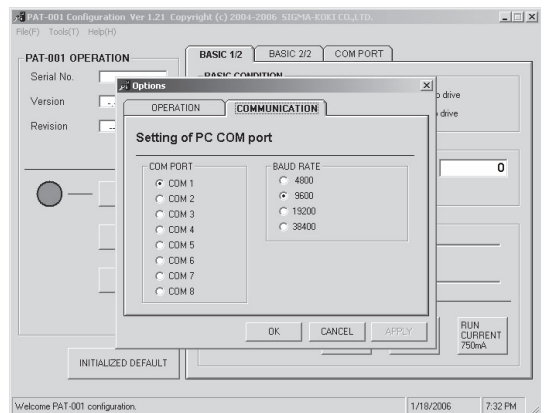 PAT-001 Configuration Ver 1.21 Copyright (c) 2004-2006 SIGMA-KOKI CO.,LTD.
File(F) Tools(T) Help(H)
PAT-001 OPERATION
Serial No.
Version
Revision
INITIALIZED DEFAULT
BASIC 1/2 BASIC 2/2 COM PORT
BASIC CONDITION
drive
drive
0
RUN
CURRENT
750mA
Options
OPERATION COMMUNICATION
Setting of PC COM port
COM PORT
COM 1
COM 2
COM 3
COM 4
COM 5
COM 6
COM 7
COM 8
BAUD RATE
4800
9600
19200
38400
OK CANCEL APPLY
Welcome PAT-001 configuration. 1/18/2006 7:32 PM